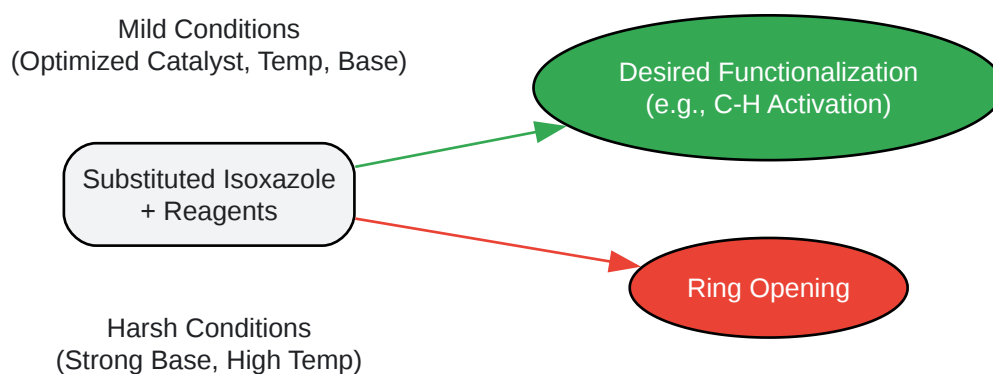 Mild Conditions
(Optimized Catalyst, Temp, Base)
Desired Functionalization
(e.g., C-H Activation)
Substituted Isoxazole
+ Reagents
Ring Opening
Harsh Conditions
(Strong Base, High Temp)